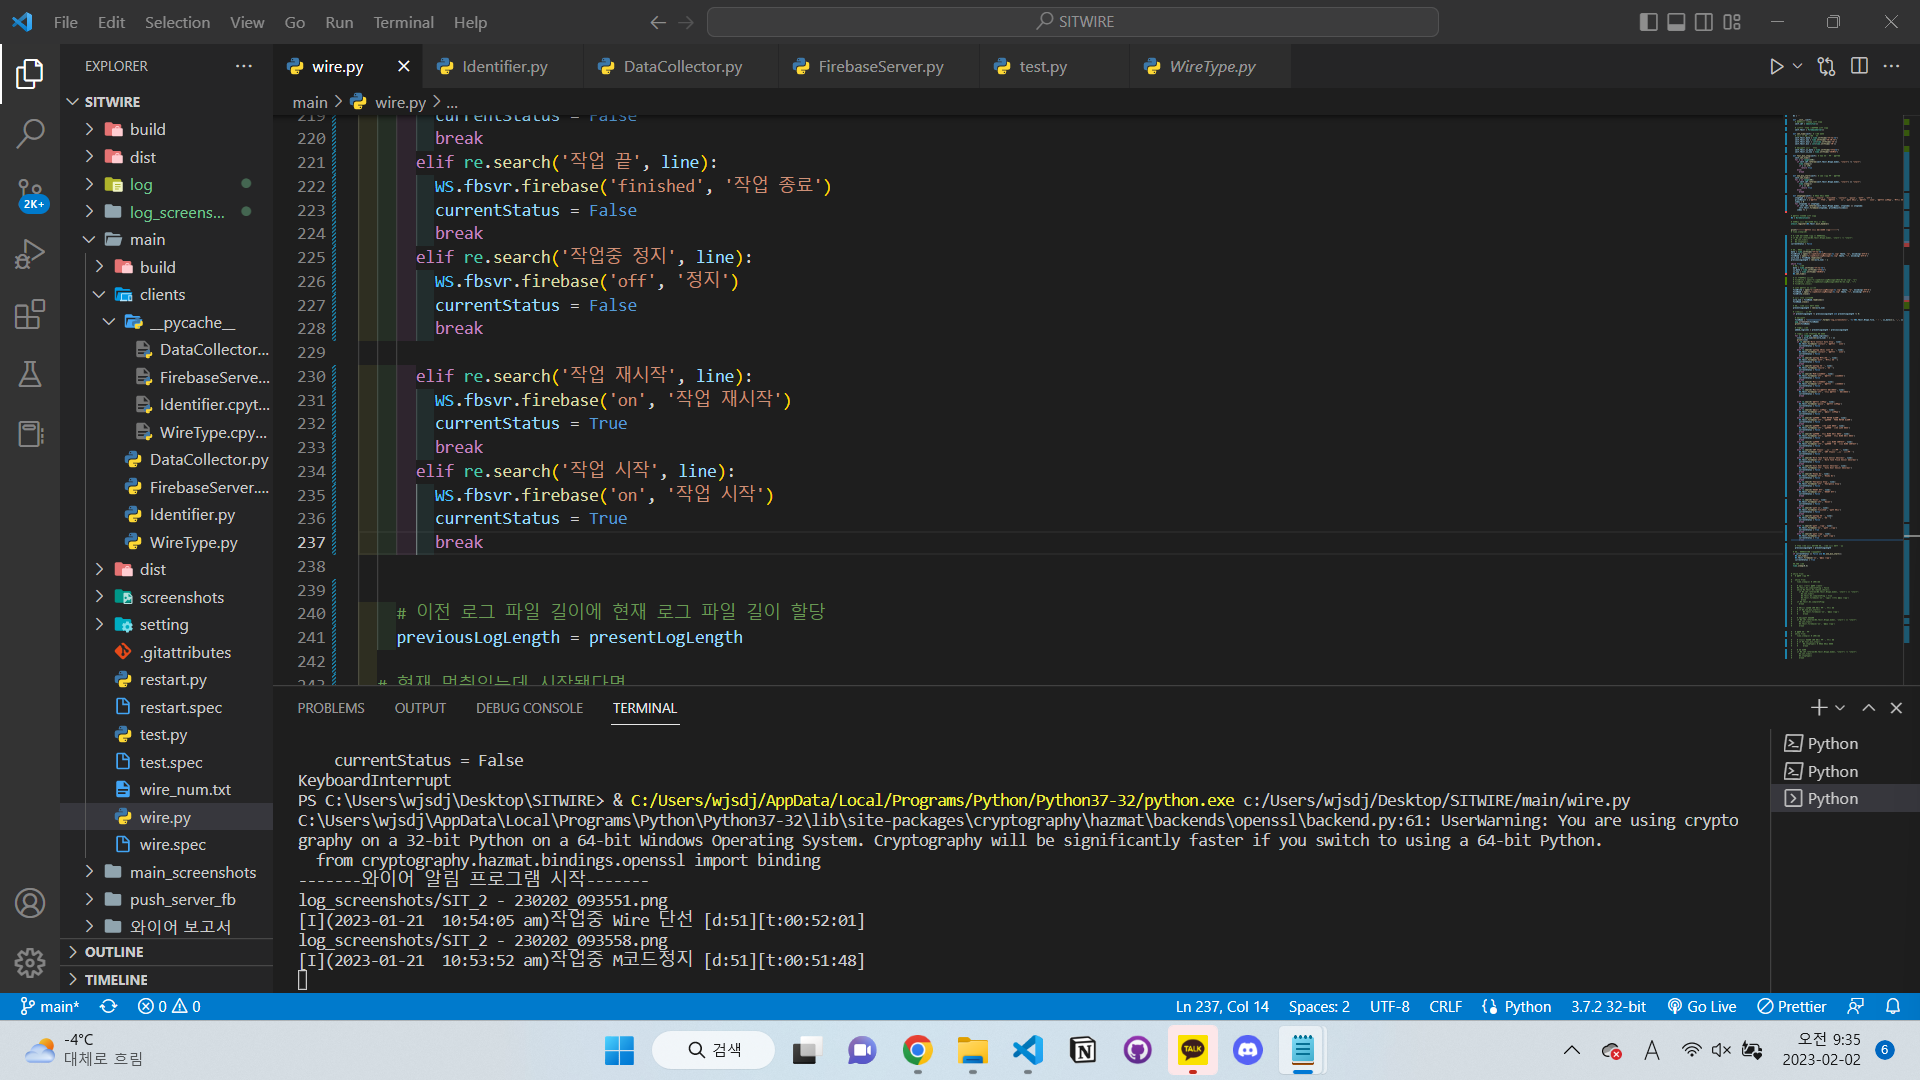 File Edit Selection View Go Run Terminal Help
SITWIRE
EXPLORER
wire.py
Identifier.py
DataCollector.py
FirebaseServer.py
test.py
WireType.py
main > wire.py > ...
SITWIRE
build
dist
log
log_screens...
main
build
clients
__pycache__
DataCollector...
FirebaseServe...
Identifier.cpyt...
WireType.cpy...
DataCollector.py
FirebaseServer....
Identifier.py
WireType.py
dist
screenshots
setting
.gitattributes
restart.py
restart.spec
test.py
test.spec
wire_num.txt
wire.py
wire.spec
main_screenshots
push_server_fb
와이어 보고서
OUTLINE
TIMELINE
2K+
219 currentStatus = False
220 break
221 elif re.search('작업 끝', line):
222 WS.fbsvr.firebase('finished', '작업 종료')
223 currentStatus = False
224 break
225 elif re.search('작업중 정지', line):
226 WS.fbsvr.firebase('off', '정지')
227 currentStatus = False
228 break
229
230 elif re.search('작업 재시작', line):
231 WS.fbsvr.firebase('on', '작업 재시작')
232 currentStatus = True
233 break
234 elif re.search('작업 시작', line):
235 WS.fbsvr.firebase('on', '작업 시작')
236 currentStatus = True
237 break
238
239
240 # 이전 로그 파일 길이에 현재 로그 파일 길이 할당
241 previousLogLength = presentLogLength
242
243 # 현재 멈춰있는데 시작됐다면
PROBLEMS OUTPUT DEBUG CONSOLE TERMINAL
currentStatus = False
KeyboardInterrupt
PS C:\Users\wjsdj\Desktop\SITWIRE> & C:/Users/wjsdj/AppData/Local/Programs/Python/Python37-32/python.exe c:/Users/wjsdj/Desktop/SITWIRE/main/wire.py
C:\Users\wjsdj\AppData\Local\Programs\Python\Python37-32\lib\site-packages\cryptography\hazmat\backends\openssl\backend.py:61: UserWarning: You are using crypto
graphy on a 32-bit Python on a 64-bit Windows Operating System. Cryptography will be significantly faster if you switch to using a 64-bit Python.
from cryptography.hazmat.bindings.openssl import binding
-------와이어 알림 프로그램 시작-------
log_screenshots/SIT_2 - 230202_093551.png
[I](2023-01-21 10:54:05 am)작업중 Wire 단선 [d:51][t:00:52:01]
log_screenshots/SIT_2 - 230202_093558.png
[I](2023-01-21 10:53:52 am)작업중 M코드정지 [d:51][t:00:51:48]
Python
Python
Python
main* 0 0
Ln 237, Col 14 Spaces: 2 UTF-8 CRLF Python 3.7.2 32-bit Go Live Prettier
-4°C
대체로 흐림
검색
TALK
A
오전 9:35
2023-02-02
6